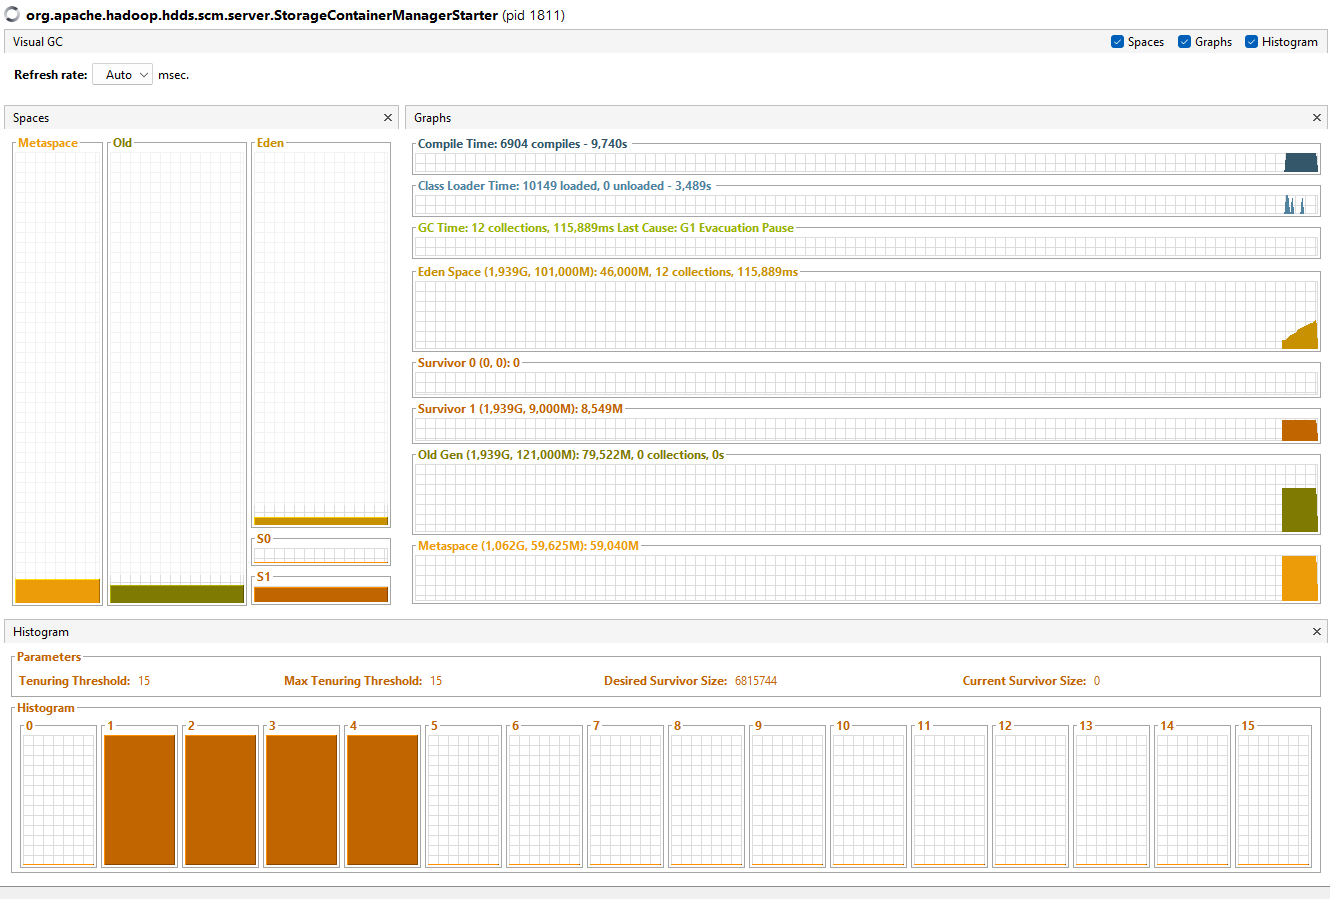 org.apache.hadoop.hdds.scm.server.StorageContainerManagerStarter (pid 1811)
Visual GC
Spaces Graphs Histogram
Refresh rate: Auto msec.
Spaces
Metaspace Old Eden
S0
S1
Graphs
Compile Time: 6904 compiles - 9,740s
Class Loader Time: 10149 loaded, 0 unloaded - 3,489s
GC Time: 12 collections, 115,889ms Last Cause: G1 Evacuation Pause
Eden Space (1,939G, 101,000M): 46,000M, 12 collections, 115,889ms
Survivor 0 (0, 0): 0
Survivor 1 (1,939G, 9,000M): 8,549M
Old Gen (1,939G, 121,000M): 79,522M, 0 collections, 0s
Metaspace (1,062G, 59,625M): 59,040M
Histogram
Parameters
Tenuring Threshold: 15 Max Tenuring Threshold: 15 Desired Survivor Size: 6815744 Current Survivor Size: 0
Histogram
0 1 2 3 4 5 6 7 8 9 10 11 12 13 14 15